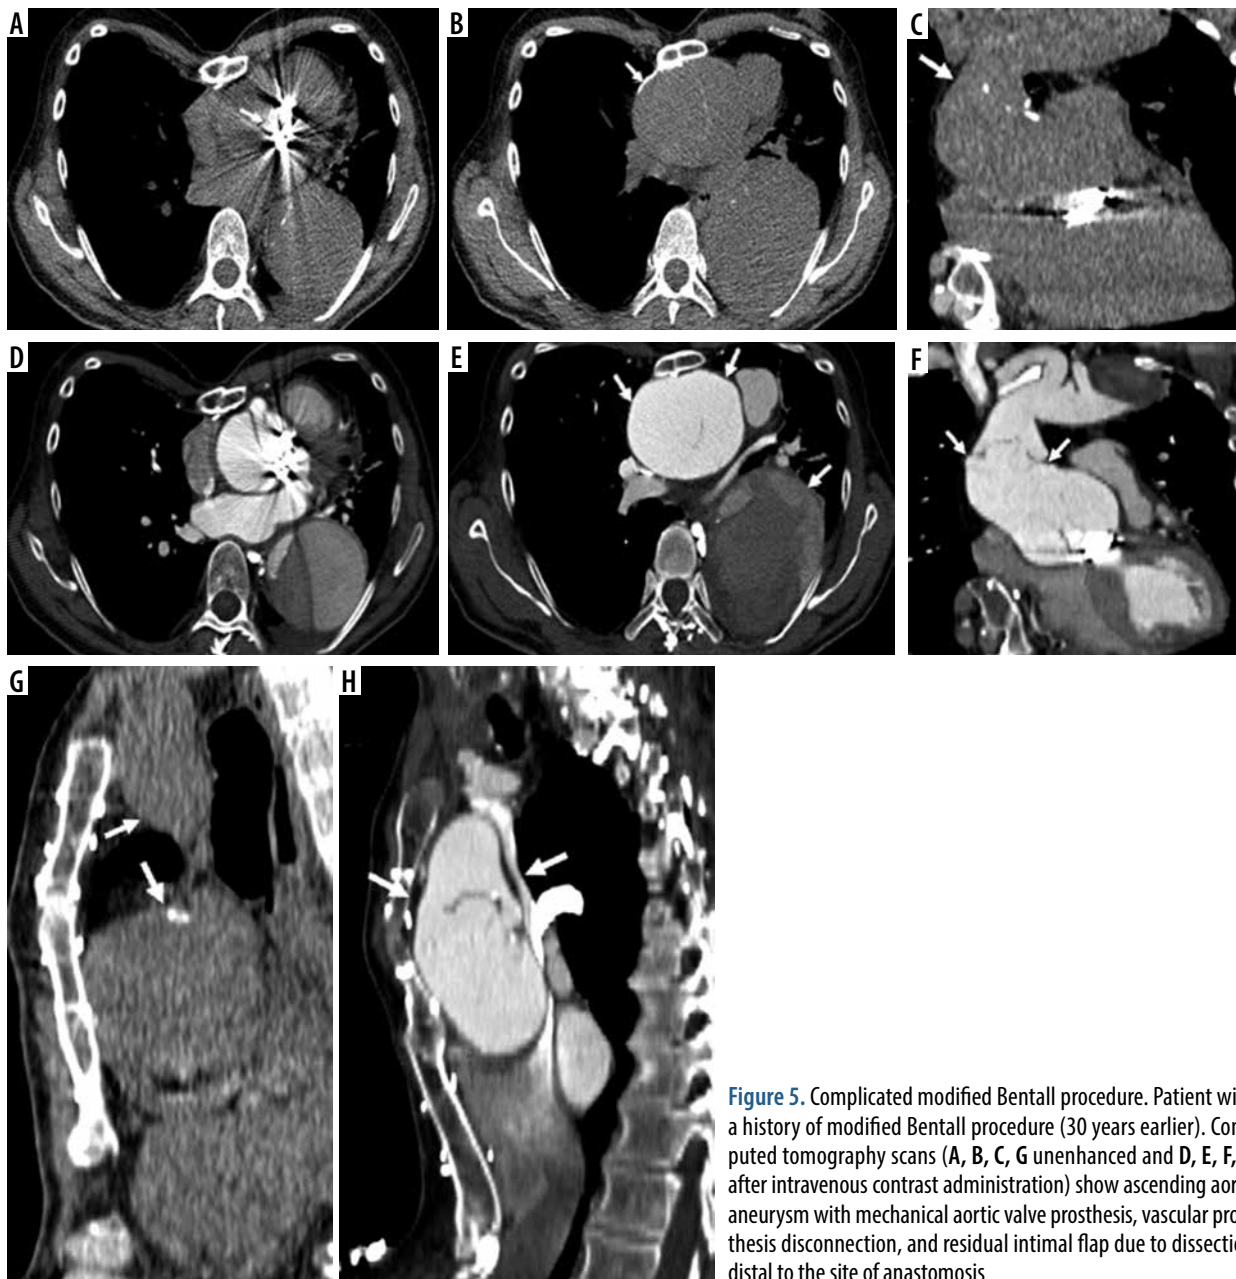 A
B
C
D
E
F
G
H
Figure 5. Complicated modified Bentall procedure. Patient wi
a history of modified Bentall procedure (30 years earlier). Com
puted tomography scans (A, B, C, G unenhanced and D, E, F,
after intravenous contrast administration) show ascending aor
aneurysm with mechanical aortic valve prosthesis, vascular pro
thesis disconnection, and residual intimal flap due to dissectio
distal to the site of anastomosis